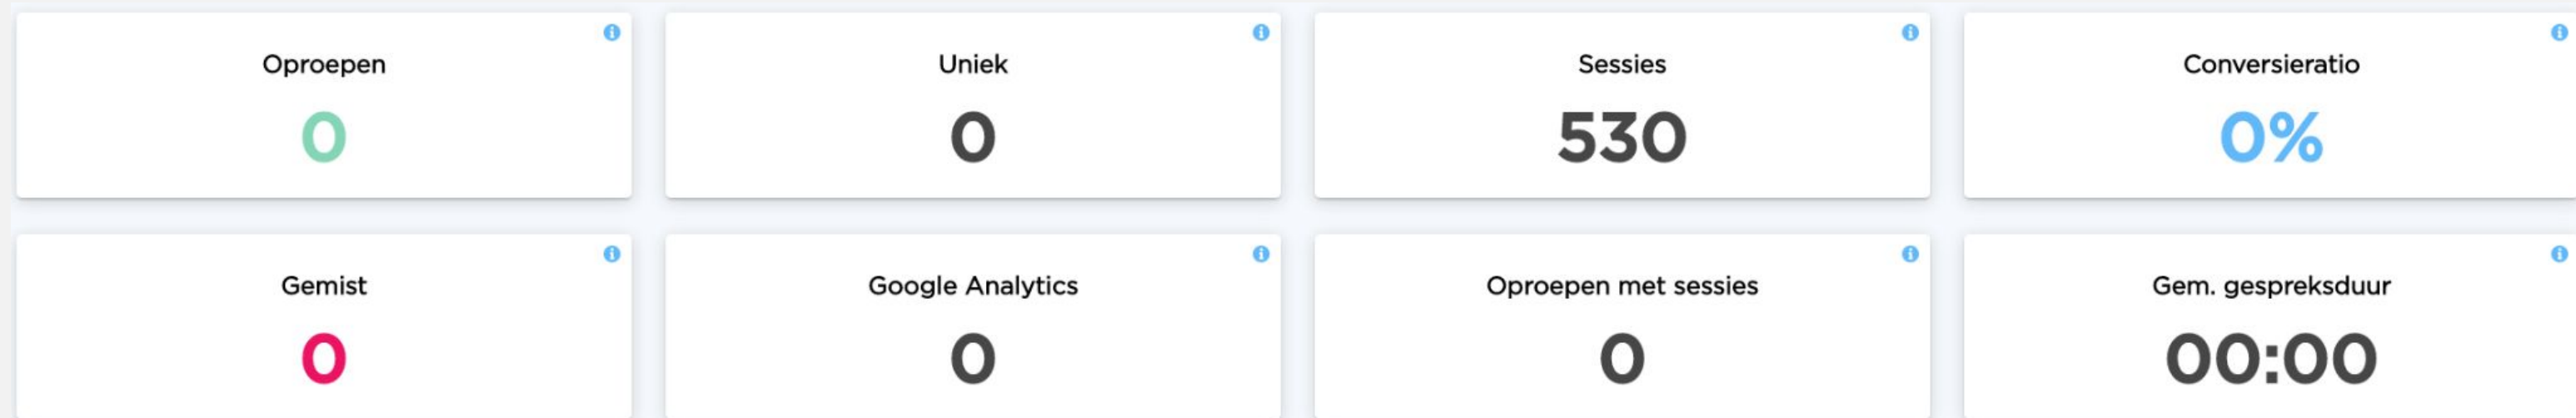 Oproepen
0
Uniek
0
Sessies
530
Conversieratio
0%
Gemist
0
Google Analytics
0
Oproepen met sessies
0
Gem. gespreksduur
00:00